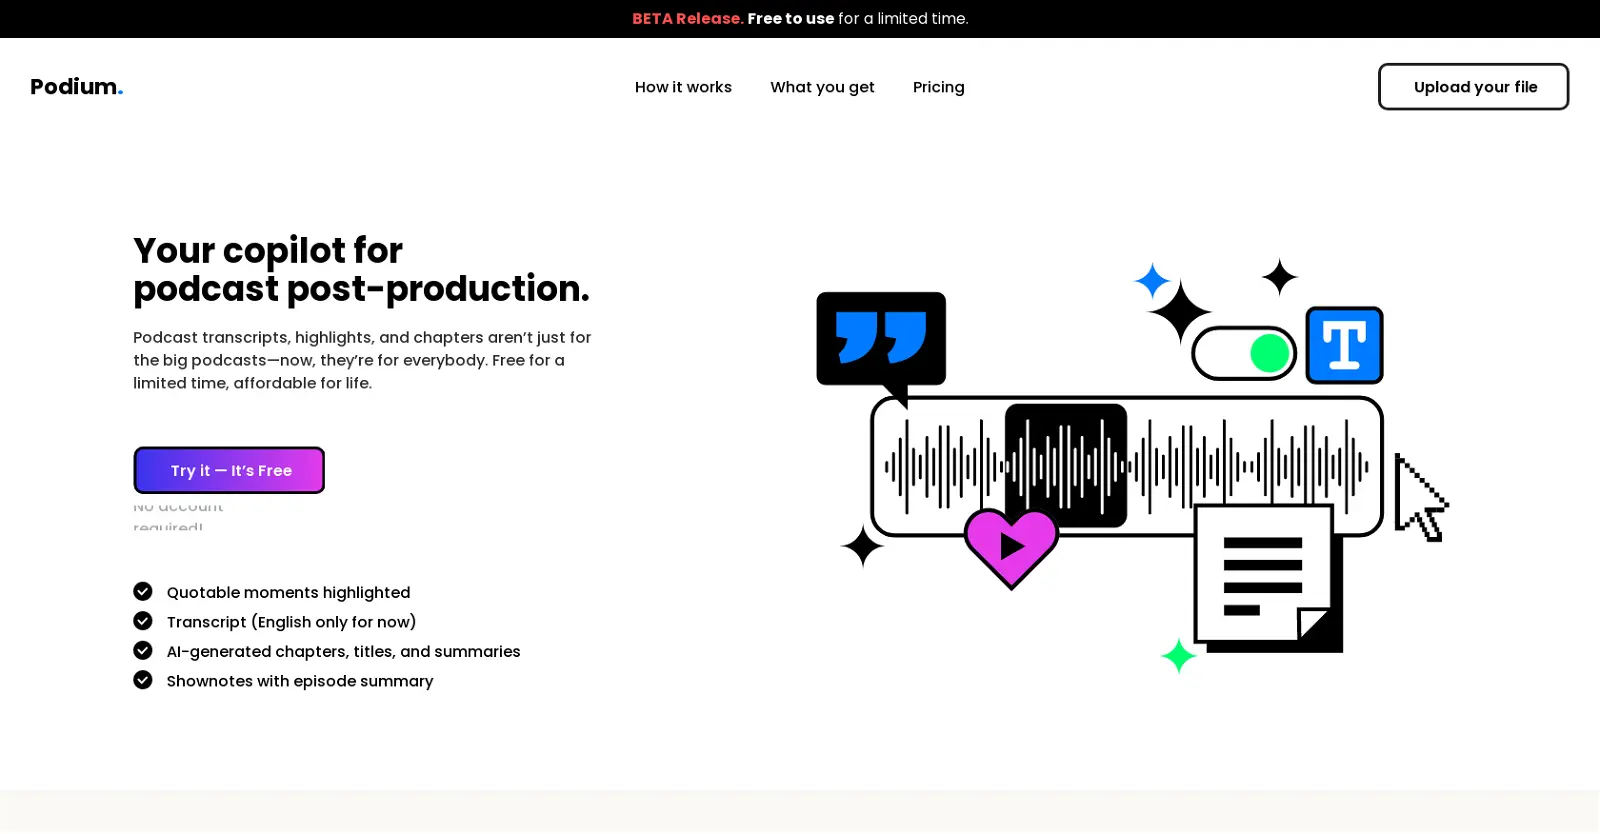 BETA Release. Free to use for a limited time.
Podium.
How it works
What you get
Pricing
Upload your file
Your copilot for
podcast post-production.
Podcast transcripts, highlights, and chapters aren’t just for
the big podcasts—now, they’re for everybody. Free for a
limited time, affordable for life.
Try it — It’s Free
No account
required!
Quotable moments highlighted
Transcript (English only for now)
AI-generated chapters, titles, and summaries
Shownotes with episode summary
T